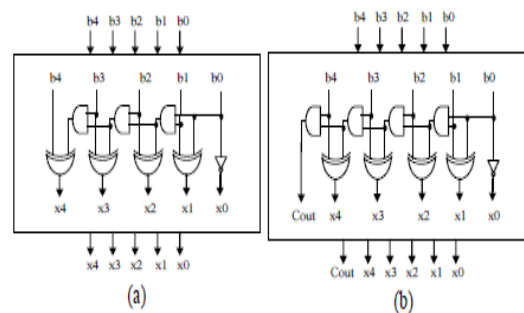 b4 b3 b2 b1 b0
b4 b3 b2 b1 b0
x4 x3 x2 x1 x0
x4 x3 x2 x1 x0
(a)
b4 b3 b2 b1 b0
b4 b3 b2 b1 b0
Cout x4 x3 x2 x1 x0
Cout x4 x3 x2 x1 x0
(b)